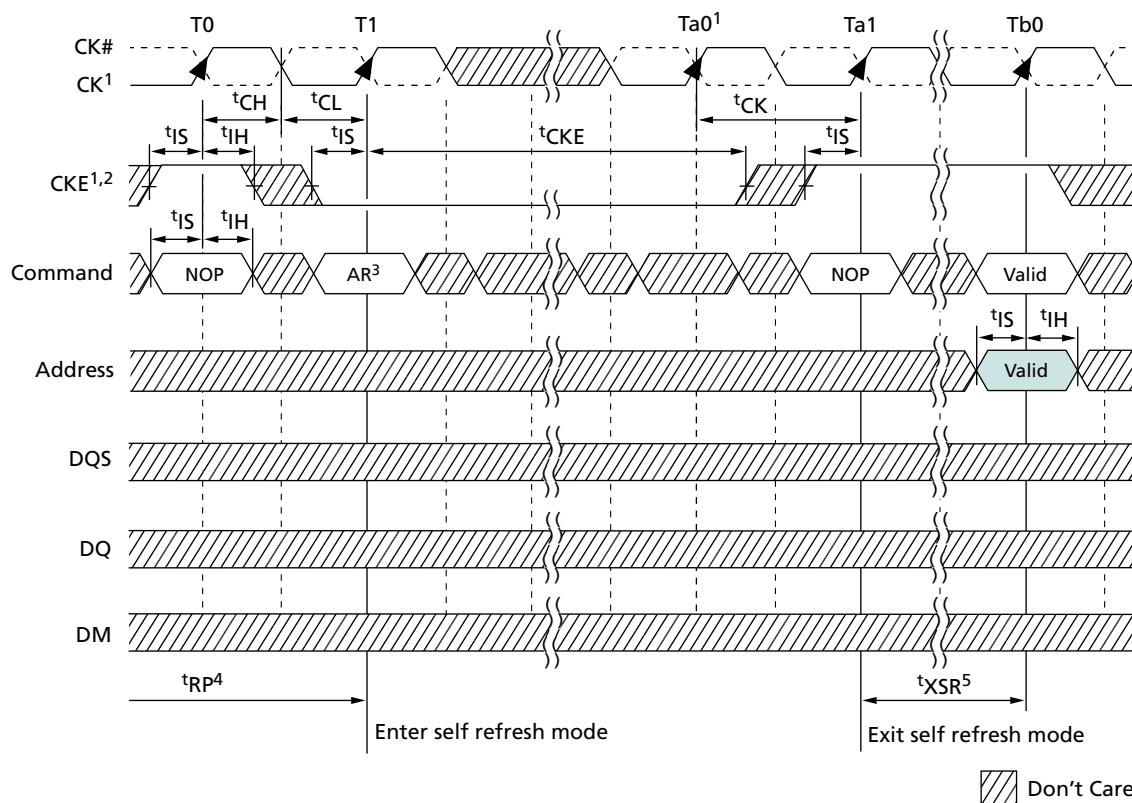 T0 T1 Ta0¹ Ta1 Tb0
CK#
CK¹
ᵗCH ᵗCL ᵗCK
ᵗIS ᵗIH ᵗIS ᵗCKE ᵗIS
CKE¹,²
ᵗIS ᵗIH
Command NOP AR³ NOP Valid
ᵗIS ᵗIH
Address Valid
DQS
DQ
DM
ᵗRP⁴ ᵗXSR⁵
Enter self refresh mode Exit self refresh mode
Don't Care